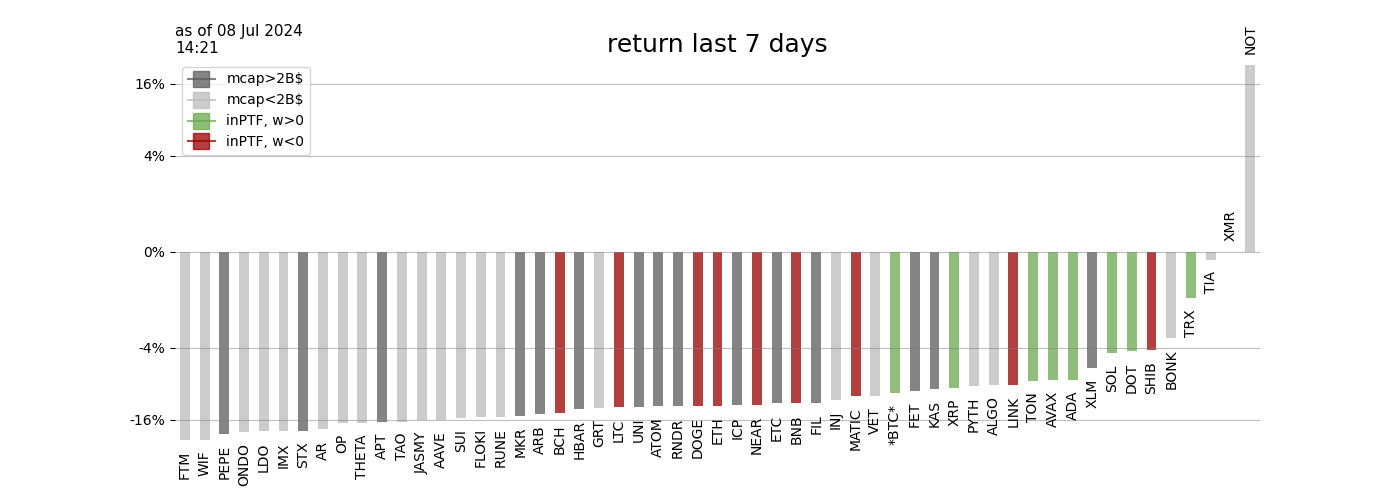 as of 08 Jul 2024
14:21
return last 7 days
mcap>2B$
mcap<2B$
inPTF, w>0
inPTF, w<0
16%
4%
0%
-4%
-16%
FTM
WIF
PEPE
ONDO
LDO
IMX
STX
AR
OP
THETA
APT
TAO
JASMY
AAVE
SUI
FLOKI
RUNE
MKR
ARB
BCH
HBAR
GRT
LTC
UNI
ATOM
RNDR
DOGE
ETH
ICP
NEAR
ETC
BNB
FIL
INJ
MATIC
VET
*BTC*
FET
KAS
XRP
PYTH
ALGO
LINK
TON
AVAX
ADA
XLM
SOL
DOT
SHIB
BONK
TRX
TIA
XMR
NOT